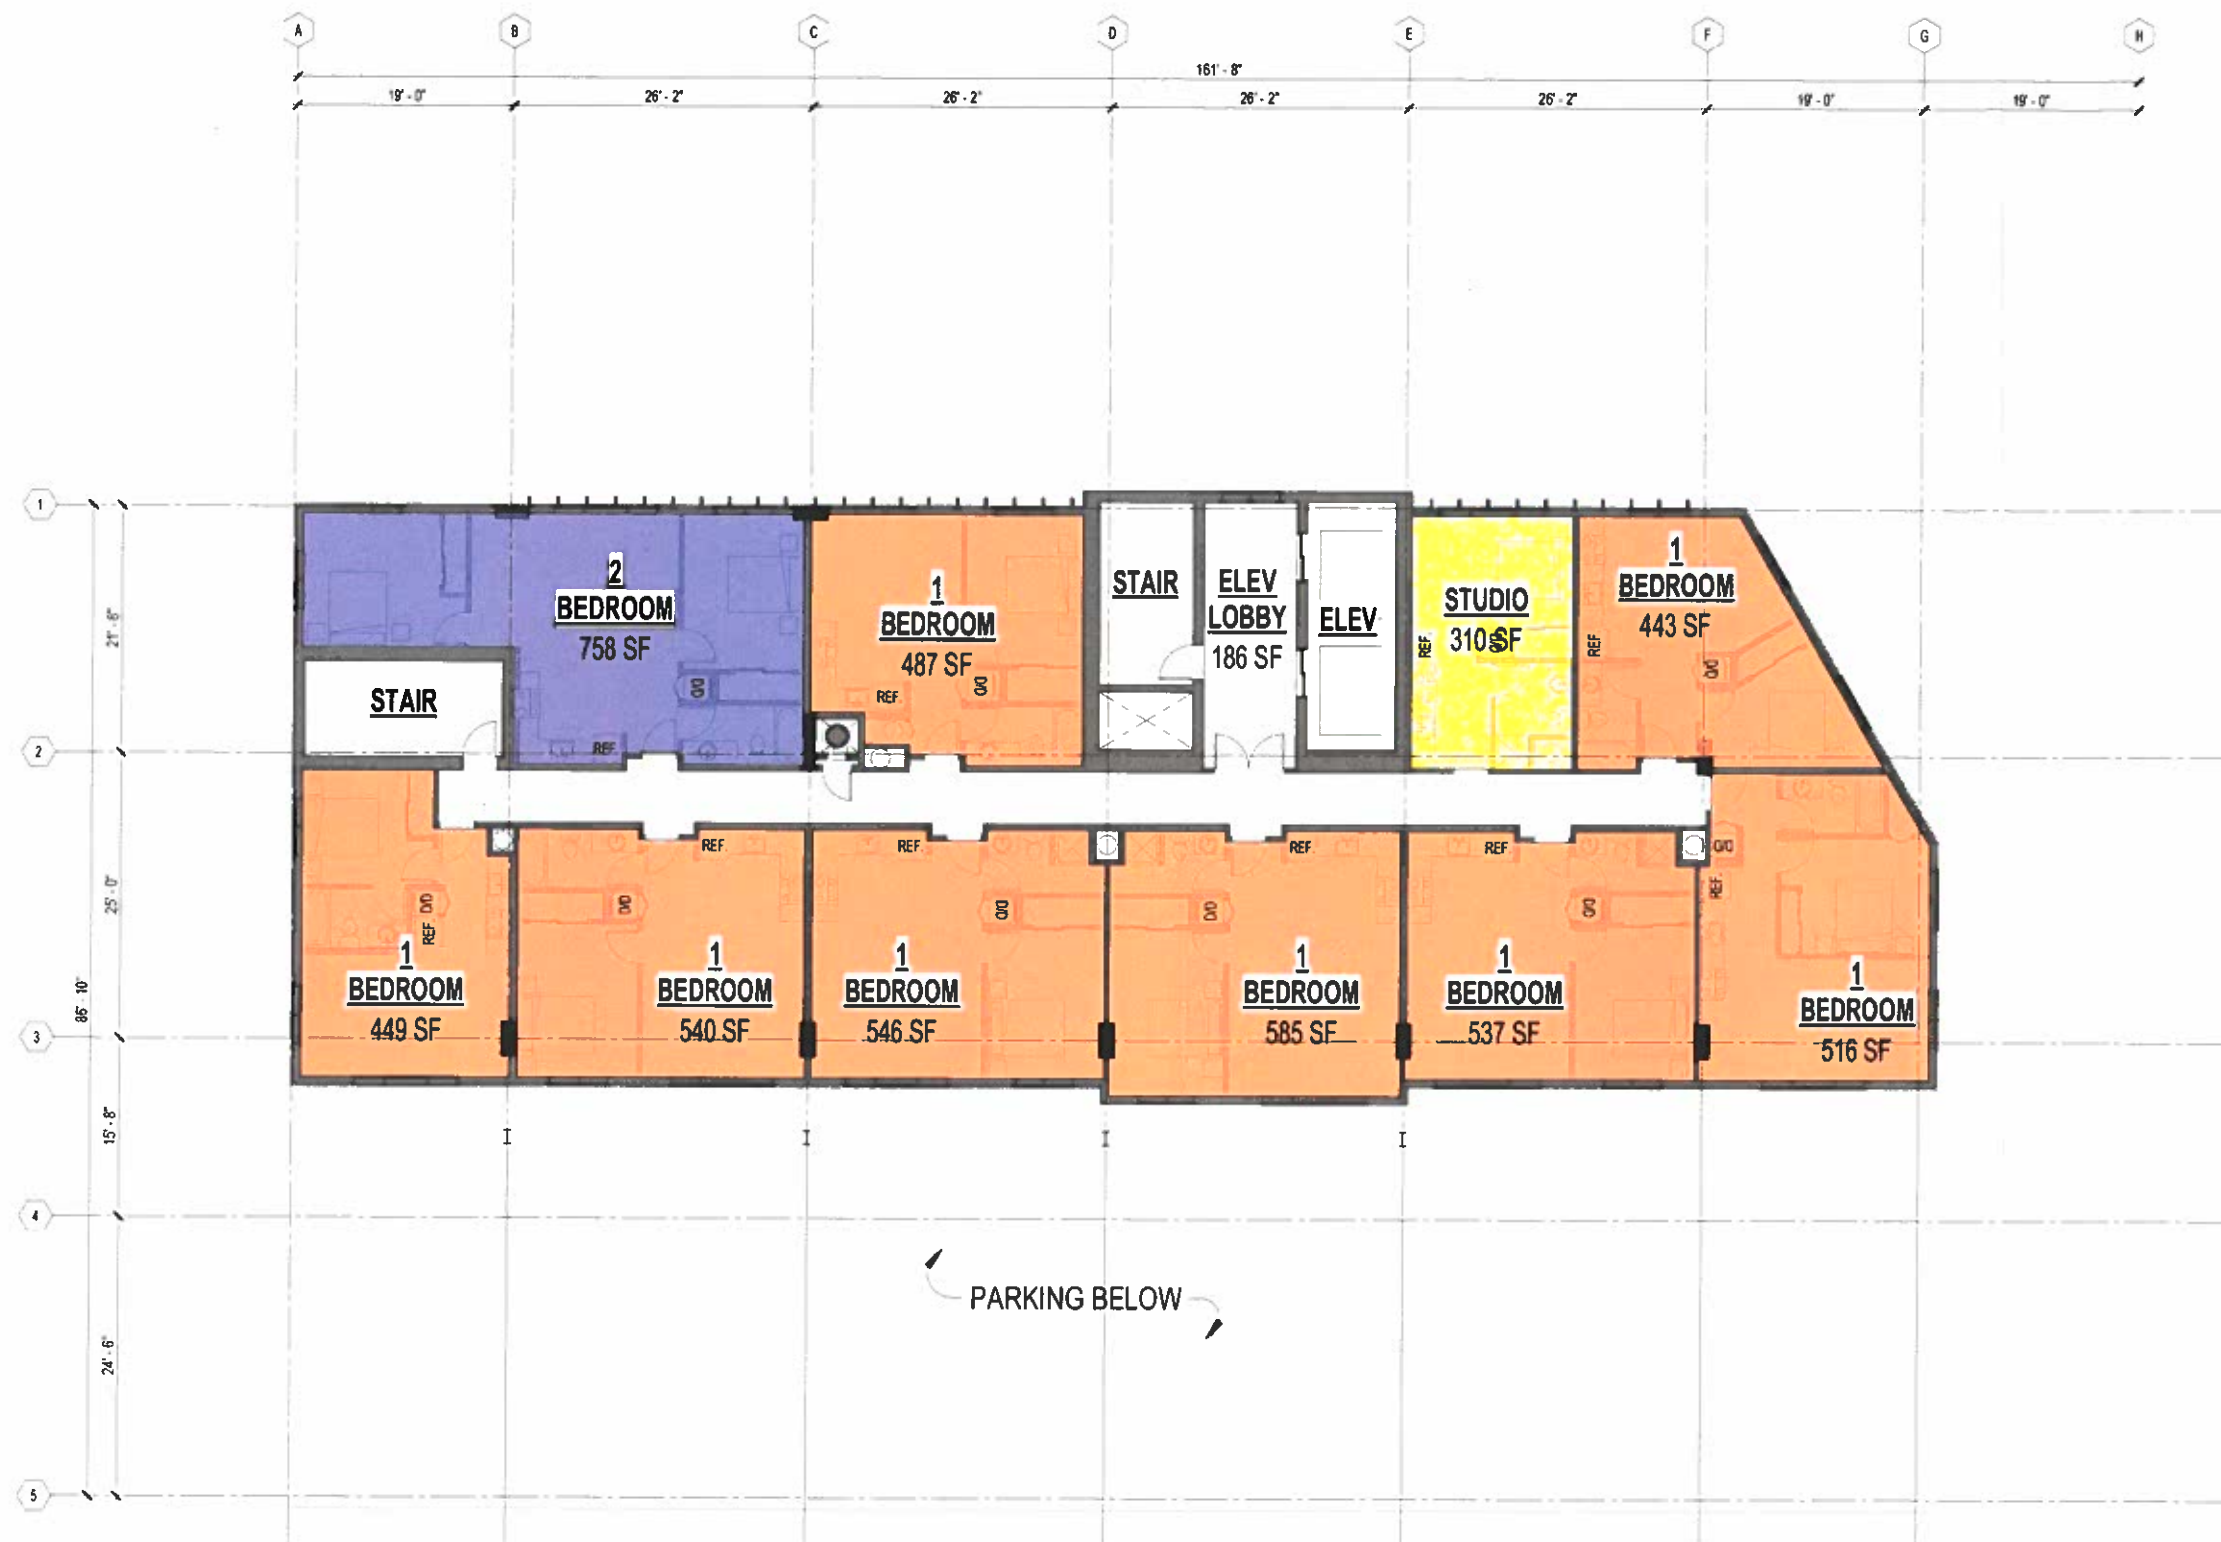 A B C D E F G H
161' - 8"
19' - 0" 26' - 2" 26' - 2" 26' - 2" 26' - 2" 19' - 0" 19' - 0"
1
2
3
4
5
21' - 6"
25' - 0"
86' - 10"
15' - 8"
24' - 6"
2
BEDROOM
758 SF
REF.
D/D
STAIR
1
BEDROOM
487 SF
REF.
D/D
STAIR
ELEV
LOBBY
186 SF
ELEV
STUDIO
310 SF
REF.
D/D
1
BEDROOM
443 SF
REF.
D/D
1
BEDROOM
449 SF
REF.
D/D
1
BEDROOM
540 SF
REF.
D/D
1
BEDROOM
546 SF
REF.
D/D
1
BEDROOM
585 SF
REF.
D/D
1
BEDROOM
537 SF
REF.
D/D
1
BEDROOM
516 SF
REF.
D/D
PARKING BELOW